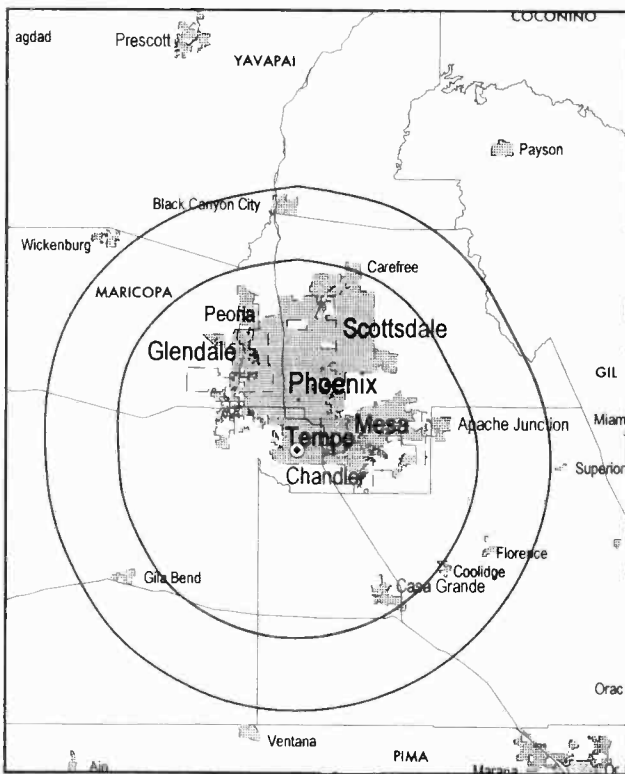 COCONINO
agdad
Prescott
YAVAPAI
Payson
Black Canyon City
Wickenburg
Carefree
MARICOPA
Peoria
Scottsdale
Glendale
GIL
Phoenix
Miam
Mesa
Apache Junction
Tempe
Superior
Chandler
Florence
Coolidge
Gila Bend
Casa Grande
Orac
Ventana
PIMA
Marana